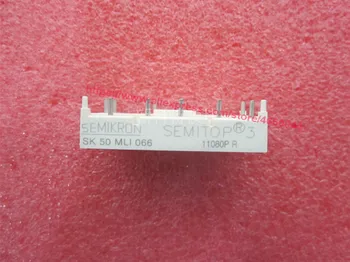 SEMIKRON SEMITOP®3
SK 50 MLI 066 11080P R